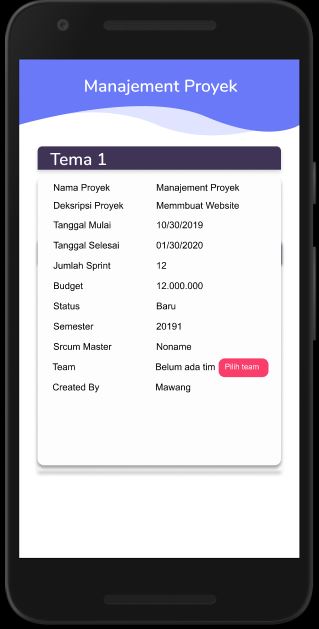 Manajement Proyek
Tema 1
Nama Proyek Manajement Proyek
Deksripsi Proyek Memmbuat Website
Tanggal Mulai 10/30/2019
Tanggal Selesai 01/30/2020
Jumlah Sprint 12
Budget 12.000.000
Status Baru
Semester 20191
Srcum Master Noname
Team Belum ada tim Pilih team
Created By Mawang